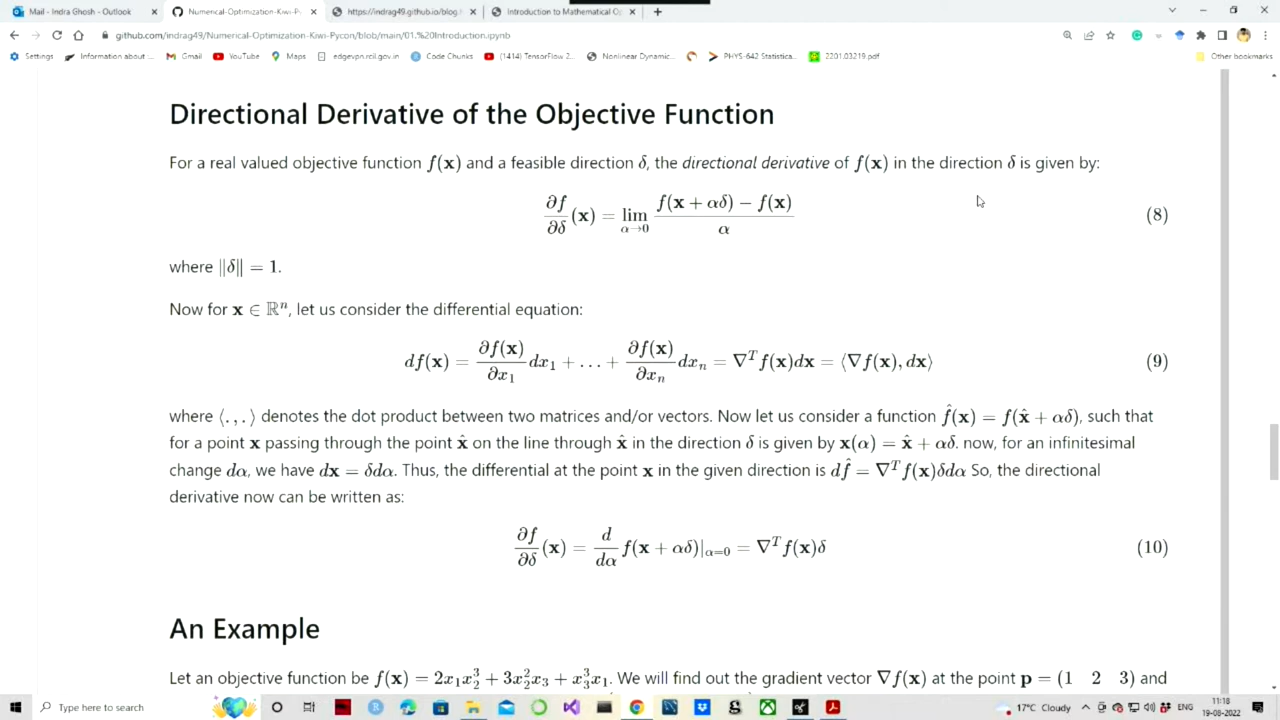 Mail - Indra Ghosh - Outlook
Numerical-Optimization-Kiwi-P
https://indrag49.github.io/blog.h
Introduction to Mathematical Op
github.com/indrag49/Numerical-Optimization-Kiwi-Pycon/blob/main/01.%20Introduction.ipynb
Settings Information about ... Gmail YouTube Maps edgevpn.rcil.gov.in Code Chunks (1414) TensorFlow 2... Nonlinear Dynamic... PHYS-642 Statistica... 2201.03219.pdf Other bookmarks
Directional Derivative of the Objective Function
For a real valued objective function f(x) and a feasible direction δ, the directional derivative of f(x) in the direction δ is given by:
∂f/∂δ (x) = lim α→0 f(x + αδ) − f(x) / α (8)
where ‖δ‖ = 1.
Now for x ∈ ℝⁿ, let us consider the differential equation:
df(x) = ∂f(x)/∂x₁ dx₁ + … + ∂f(x)/∂xₙ dxₙ = ∇ᵀf(x)dx = ⟨∇f(x), dx⟩ (9)
where ⟨.,.⟩ denotes the dot product between two matrices and/or vectors. Now let us consider a function f̂(x) = f(x̂ + αδ), such that
for a point x passing through the point x̂ on the line through x̂ in the direction δ is given by x(α) = x̂ + αδ. now, for an infinitesimal
change dα, we have dx = δdα. Thus, the differential at the point x in the given direction is df̂ = ∇ᵀf(x)δdα So, the directional
derivative now can be written as:
∂f/∂δ (x) = d/dα f(x + αδ)|α=0 = ∇ᵀf(x)δ (10)
An Example
Let an objective function be f(x) = 2x₁x₂³ + 3x₂²x₃ + x₃³x₁. We will find out the gradient vector ∇f(x) at the point p = (1 2 3) and
Type here to search
17°C Cloudy
ENG
11:18
19-08-2022